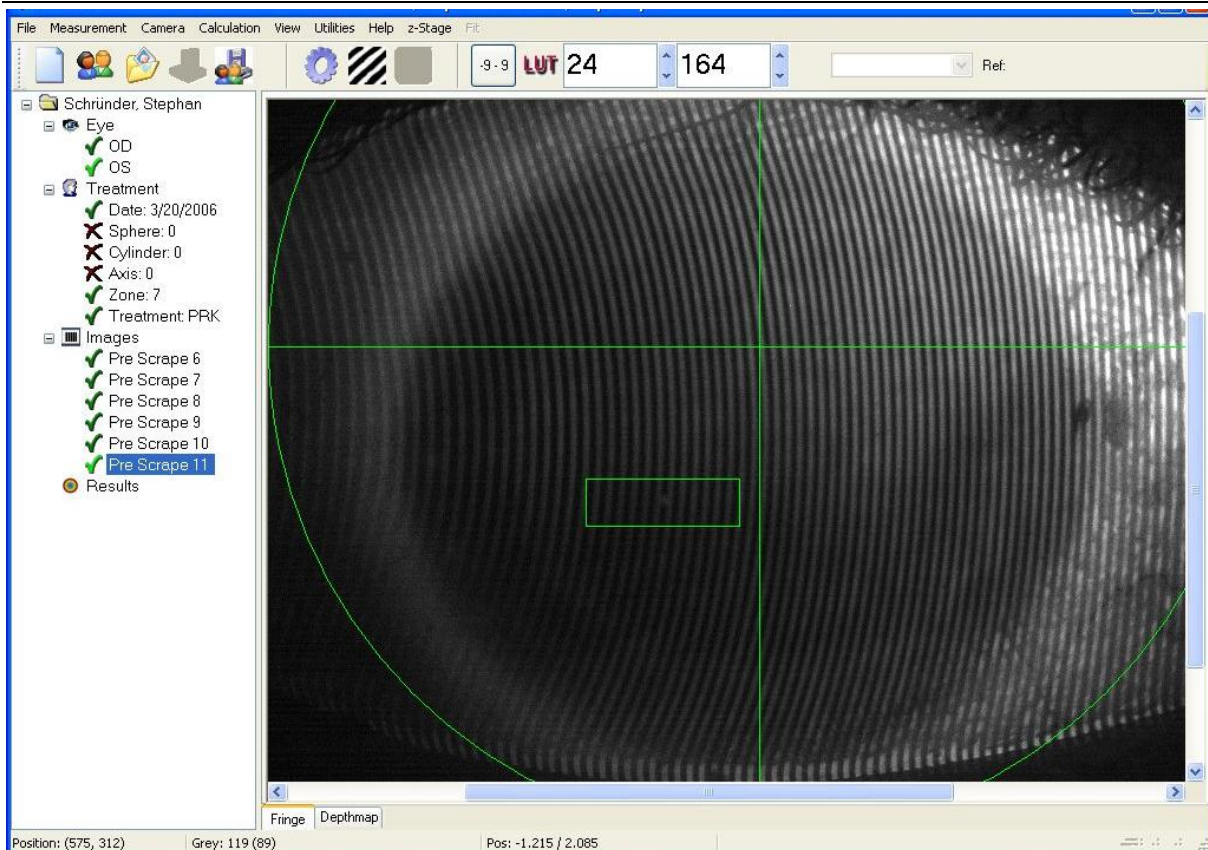 File Measurement Camera Calculation View Utilities Help z-Stage Fit
-9 - 9 LUT 24 164 Ref:
Schründer, Stephan
Eye
OD
OS
Treatment
Date: 3/20/2006
Sphere: 0
Cylinder: 0
Axis: 0
Zone: 7
Treatment: PRK
Images
Pre Scrape 6
Pre Scrape 7
Pre Scrape 8
Pre Scrape 9
Pre Scrape 10
Pre Scrape 11
Results
Fringe Depthmap
Position: (575, 312) Grey: 119 (89) Pos: -1.215 / 2.085